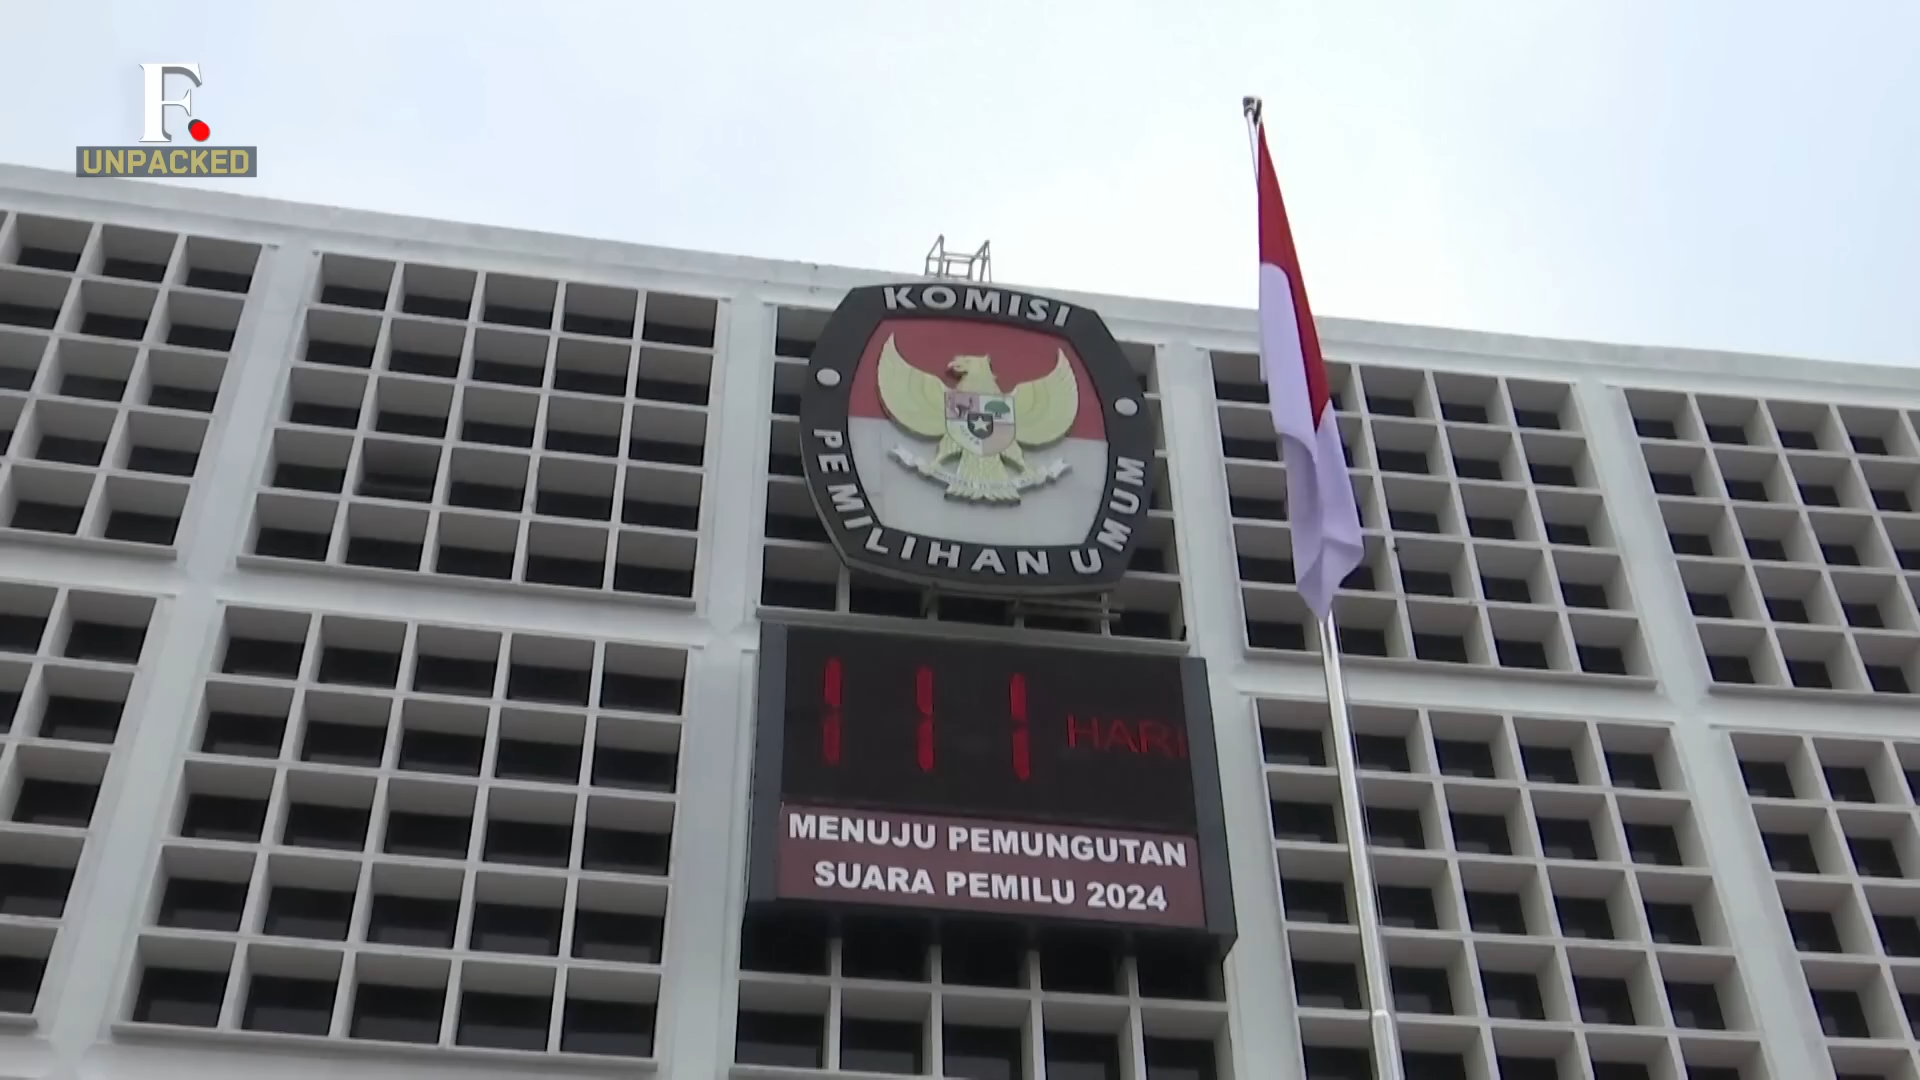 F.
UNPACKED
KOMISI
PEMILIHAN UMUM
111 HARI
MENUJU PEMUNGUTAN
SUARA PEMILU 2024